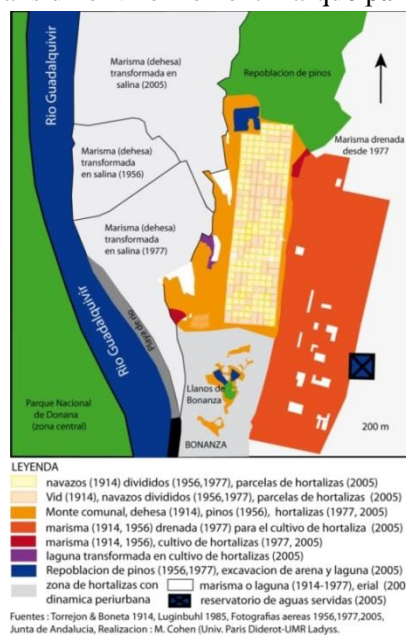 Rio Guadalquivir
Marisma (dehesa)
transformada
en
salina (2005)
Repoblacion de pinos
Marisma drenada
desde 1977
Marisma (dehesa)
transformada
en salina (1956)
Marisma (dehesa)
transformada
en salina (1977)
Playa de rio
Rio Guadalquivir
Parque Nacional
de Donana
(zona central)
Llanos de
Bonanza
BONANZA
200 m
LEYENDA
navazos (1914) divididos (1956,1977), parcelas de hortalizas (2005)
Vid (1914), navazos divididos (1956,1977), parcelas de hortalizas (2005)
Monte comunal, dehesa (1914), pinos (1956), hortalizas (1977, 2005)
marisma (1914, 1956) drenada (1977) para el cultivo de hortaliza (2005)
marisma (1914, 1956), cultivo de hortalizas (1977, 2005)
laguna transformada en cultivo de hortalizas (2005)
Repoblacion de pinos (1956,1977), excavacion de arena y laguna (2005)
zona de hortalizas con
dinamica periurbana
marisma o laguna (1914-1977), erial (200
reservatorio de aguas servidas (2005)
Fuentes : Torrejon & Boneta 1914, Luginbuhl 1985, Fotografias aereas 1956,1977,2005,
Junta de Andalucia, Realizacion : M. Cohen (Univ. Paris Diderot-UMR Ladyss.